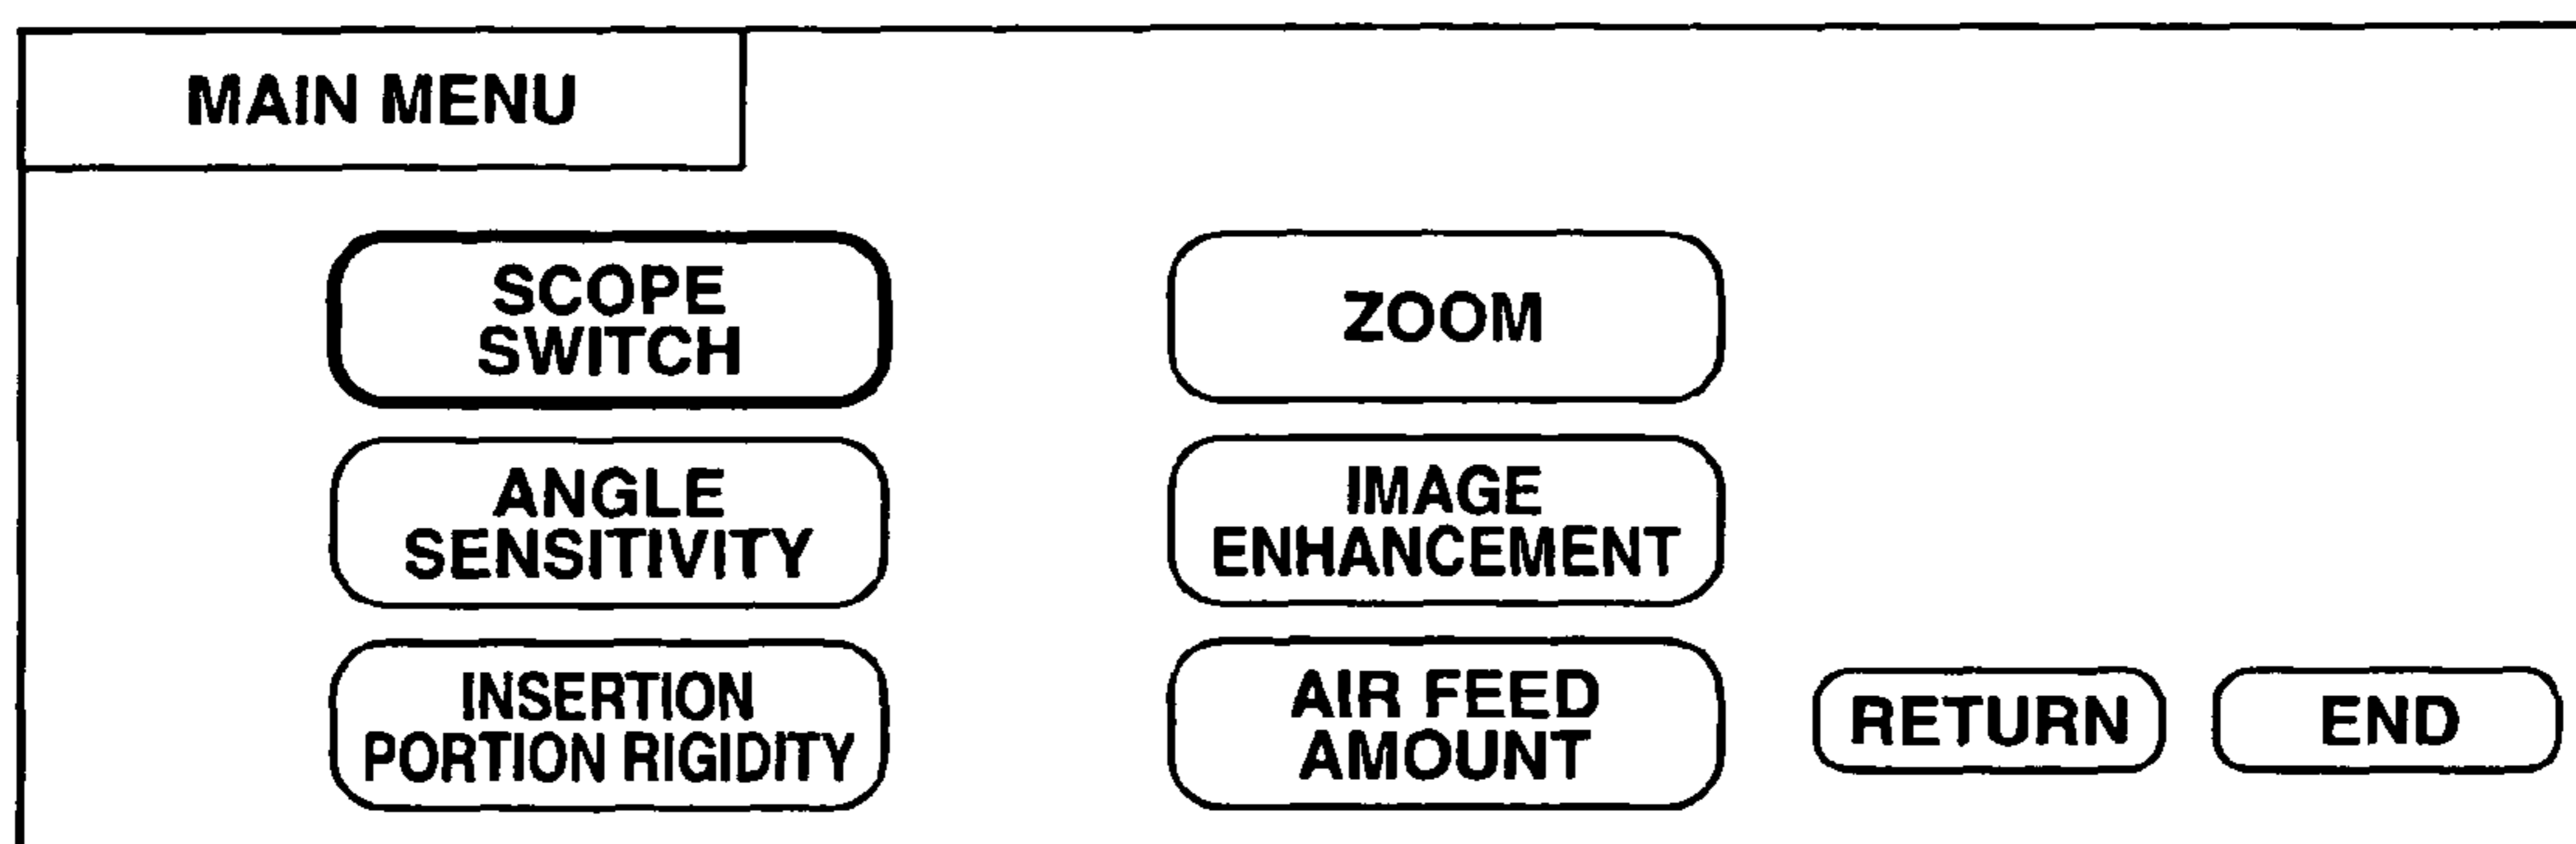 MAIN MENU
SCOPE
SWITCH
ZOOM
ANGLE
SENSITIVITY
IMAGE
ENHANCEMENT
INSERTION
PORTION RIGIDITY
AIR FEED
AMOUNT
RETURN
END